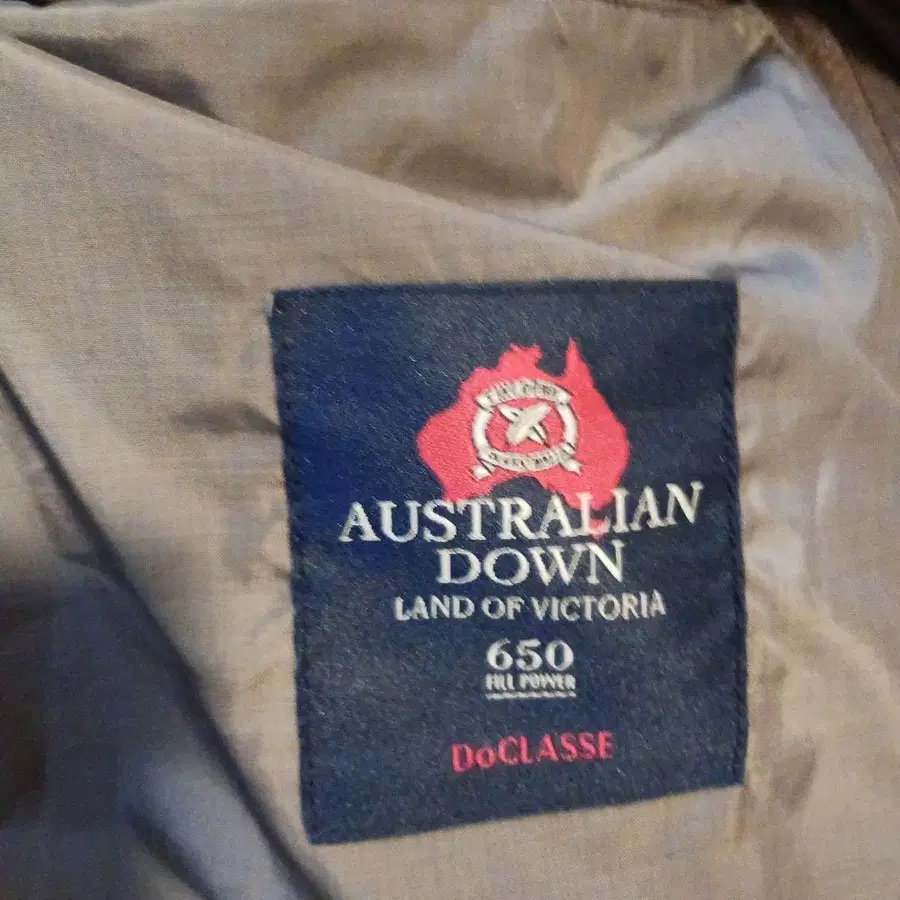 AUSTRALIAN
DOWN
LAND OF VICTORIA
650
FILL POWER
DoCLASSE